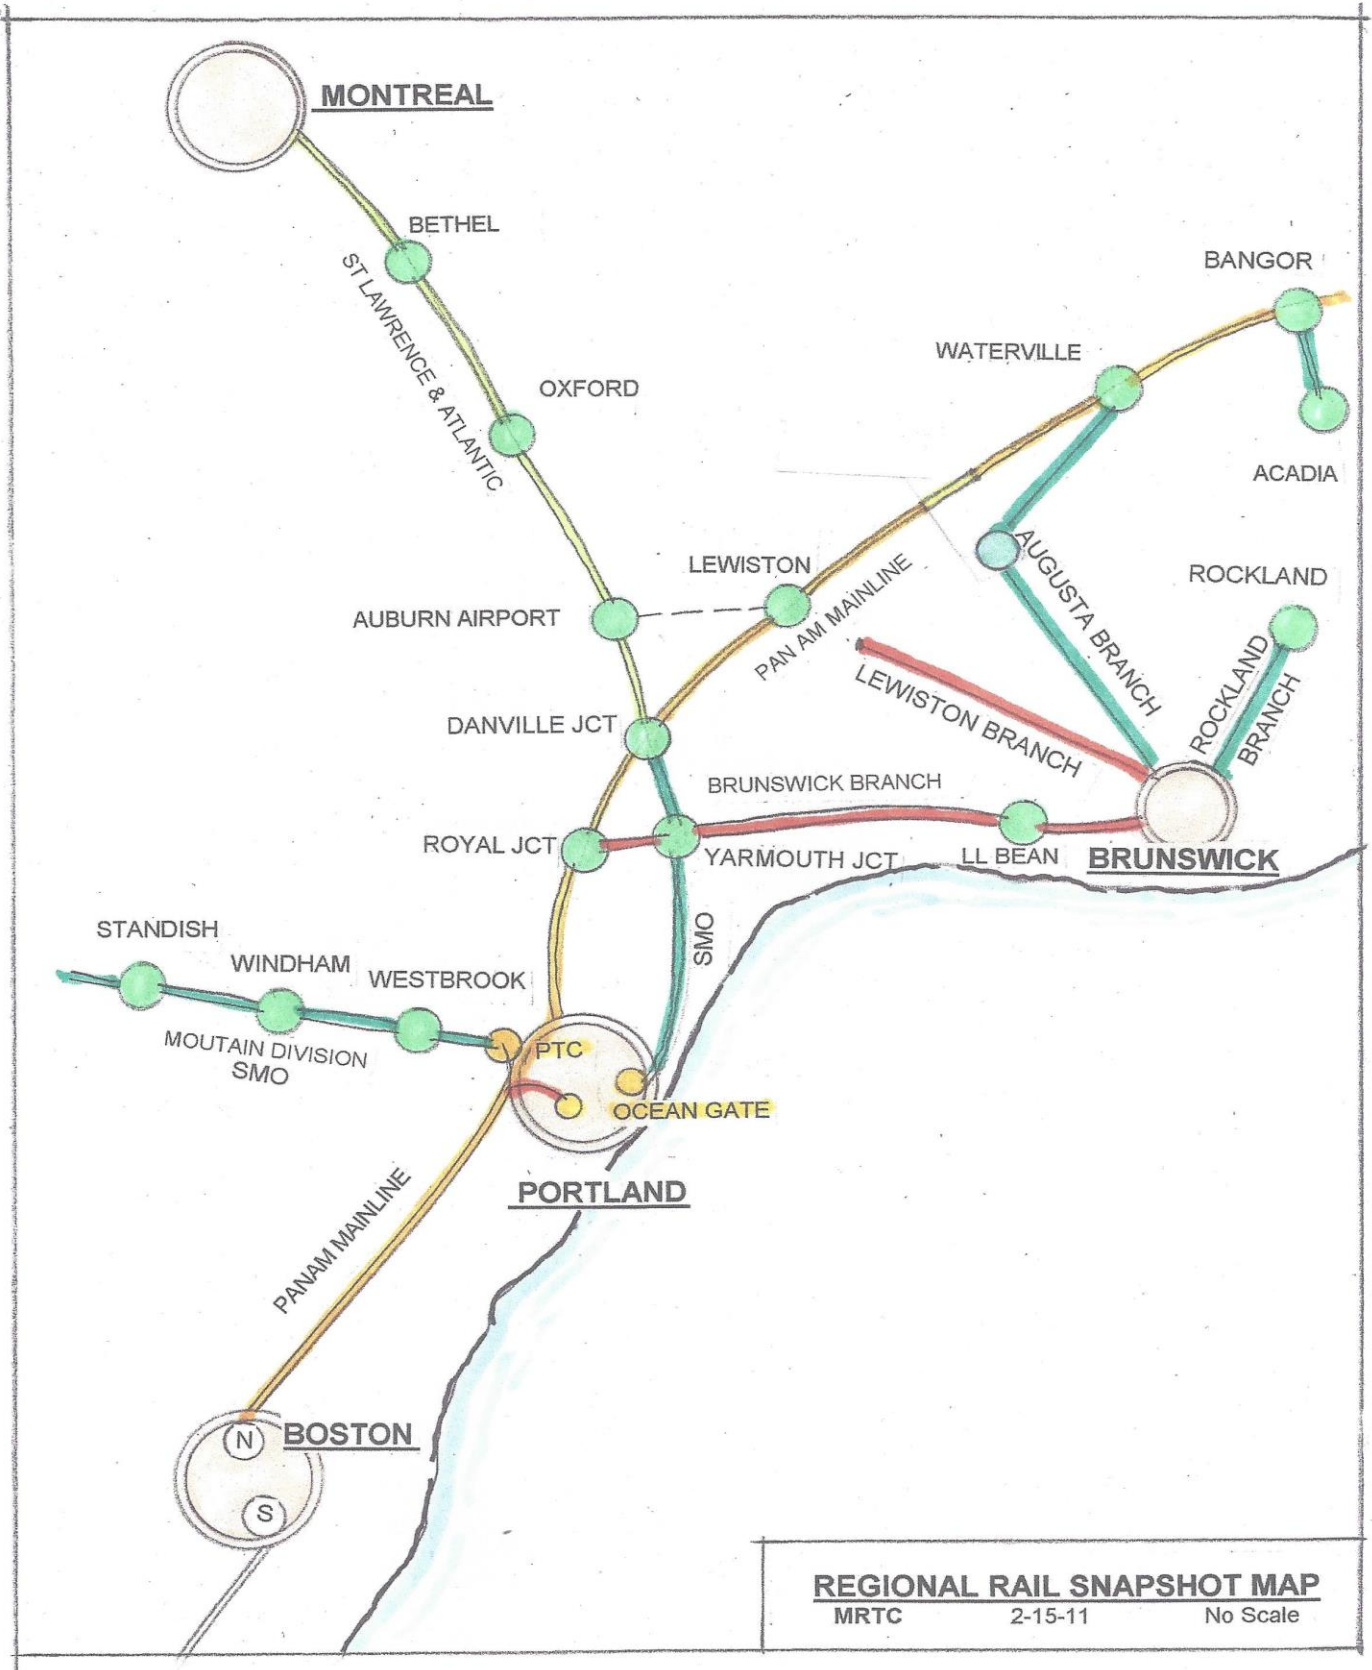 MONTREAL
BETHEL
ST LAWRENCE & ATLANTIC
BANGOR
WATERVILLE
OXFORD
ACADIA
LEWISTON
AUGUSTA BRANCH
ROCKLAND
AUBURN AIRPORT
PAN AM MAINLINE
LEWISTON BRANCH
ROCKLAND
BRANCH
DANVILLE JCT
BRUNSWICK BRANCH
ROYAL JCT
YARMOUTH JCT
LL BEAN
BRUNSWICK
STANDISH
WINDHAM
WESTBROOK
SMO
MOUTAIN DIVISION
SMO
PTC
OCEAN GATE
PORTLAND
PANAM MAINLINE
N
BOSTON
S
REGIONAL RAIL SNAPSHOT MAP
MRTC 2-15-11 No Scale